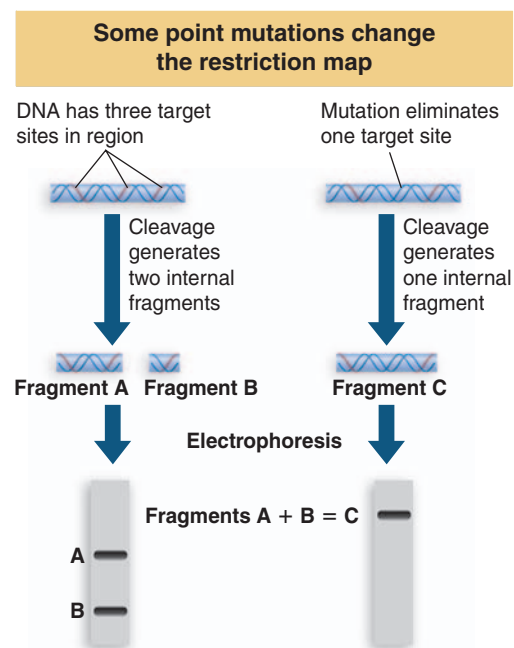 Some point mutations change
the restriction map
DNA has three target
sites in region
Mutation eliminates
one target site
Cleavage
generates
two internal
fragments
Cleavage
generates
one internal
fragment
Fragment A
Fragment B
Fragment C
Electrophoresis
Fragments A + B = C
A
B